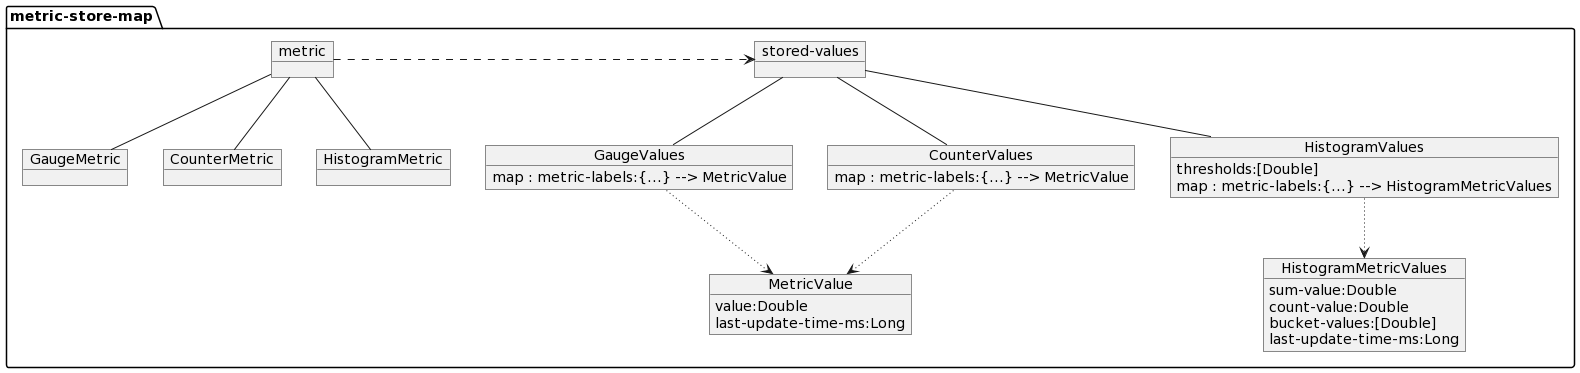 metric-store-map
metric
stored-values
GaugeMetric
CounterMetric
HistogramMetric
GaugeValues
map : metric-labels:{...} --> MetricValue
CounterValues
map : metric-labels:{...} --> MetricValue
HistogramValues
thresholds:[Double]
map : metric-labels:{...} --> HistogramMetricValues
MetricValue
value:Double
last-update-time-ms:Long
HistogramMetricValues
sum-value:Double
count-value:Double
bucket-values:[Double]
last-update-time-ms:Long